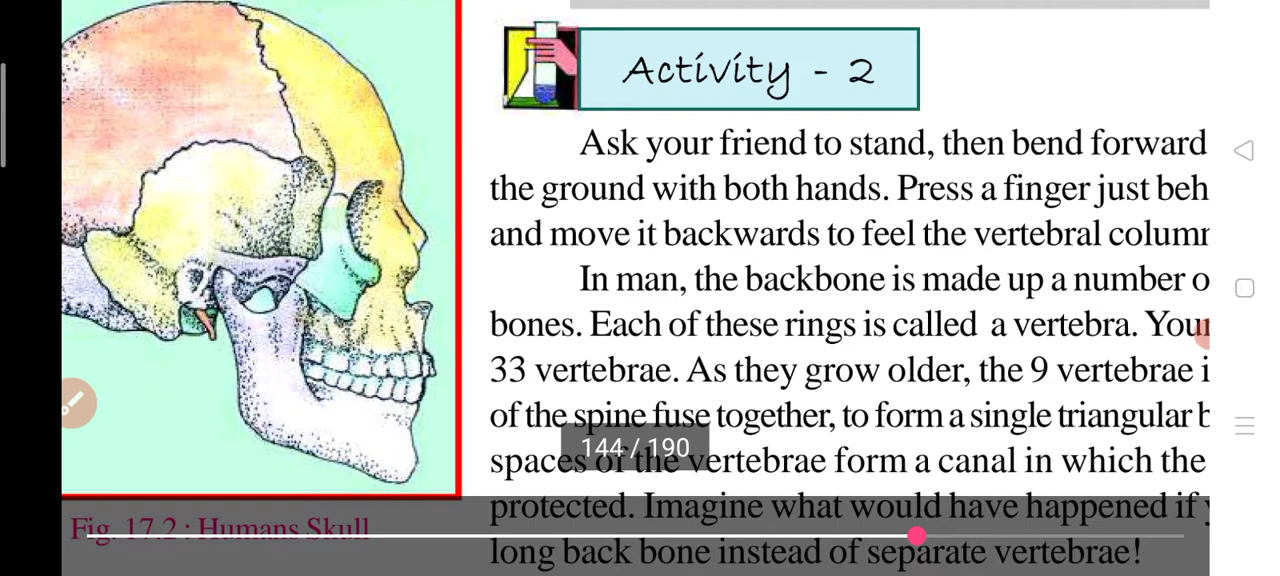 Activity - 2
Ask your friend to stand, then bend forward
the ground with both hands. Press a finger just
and move it backwards to feel the vertebral
In man, the backbone is made up a number
bones. Each of these rings is called a vertebra.
33 vertebrae. As they grow older, the 9 vertebrae
of the spine fuse together, to form a single triangular
144 / 190
spaces of the vertebrae form a canal in which the
protected. Imagine what would have happened if
long back bone instead of separate vertebrae!
Fig. 17.2 : Humans Skull